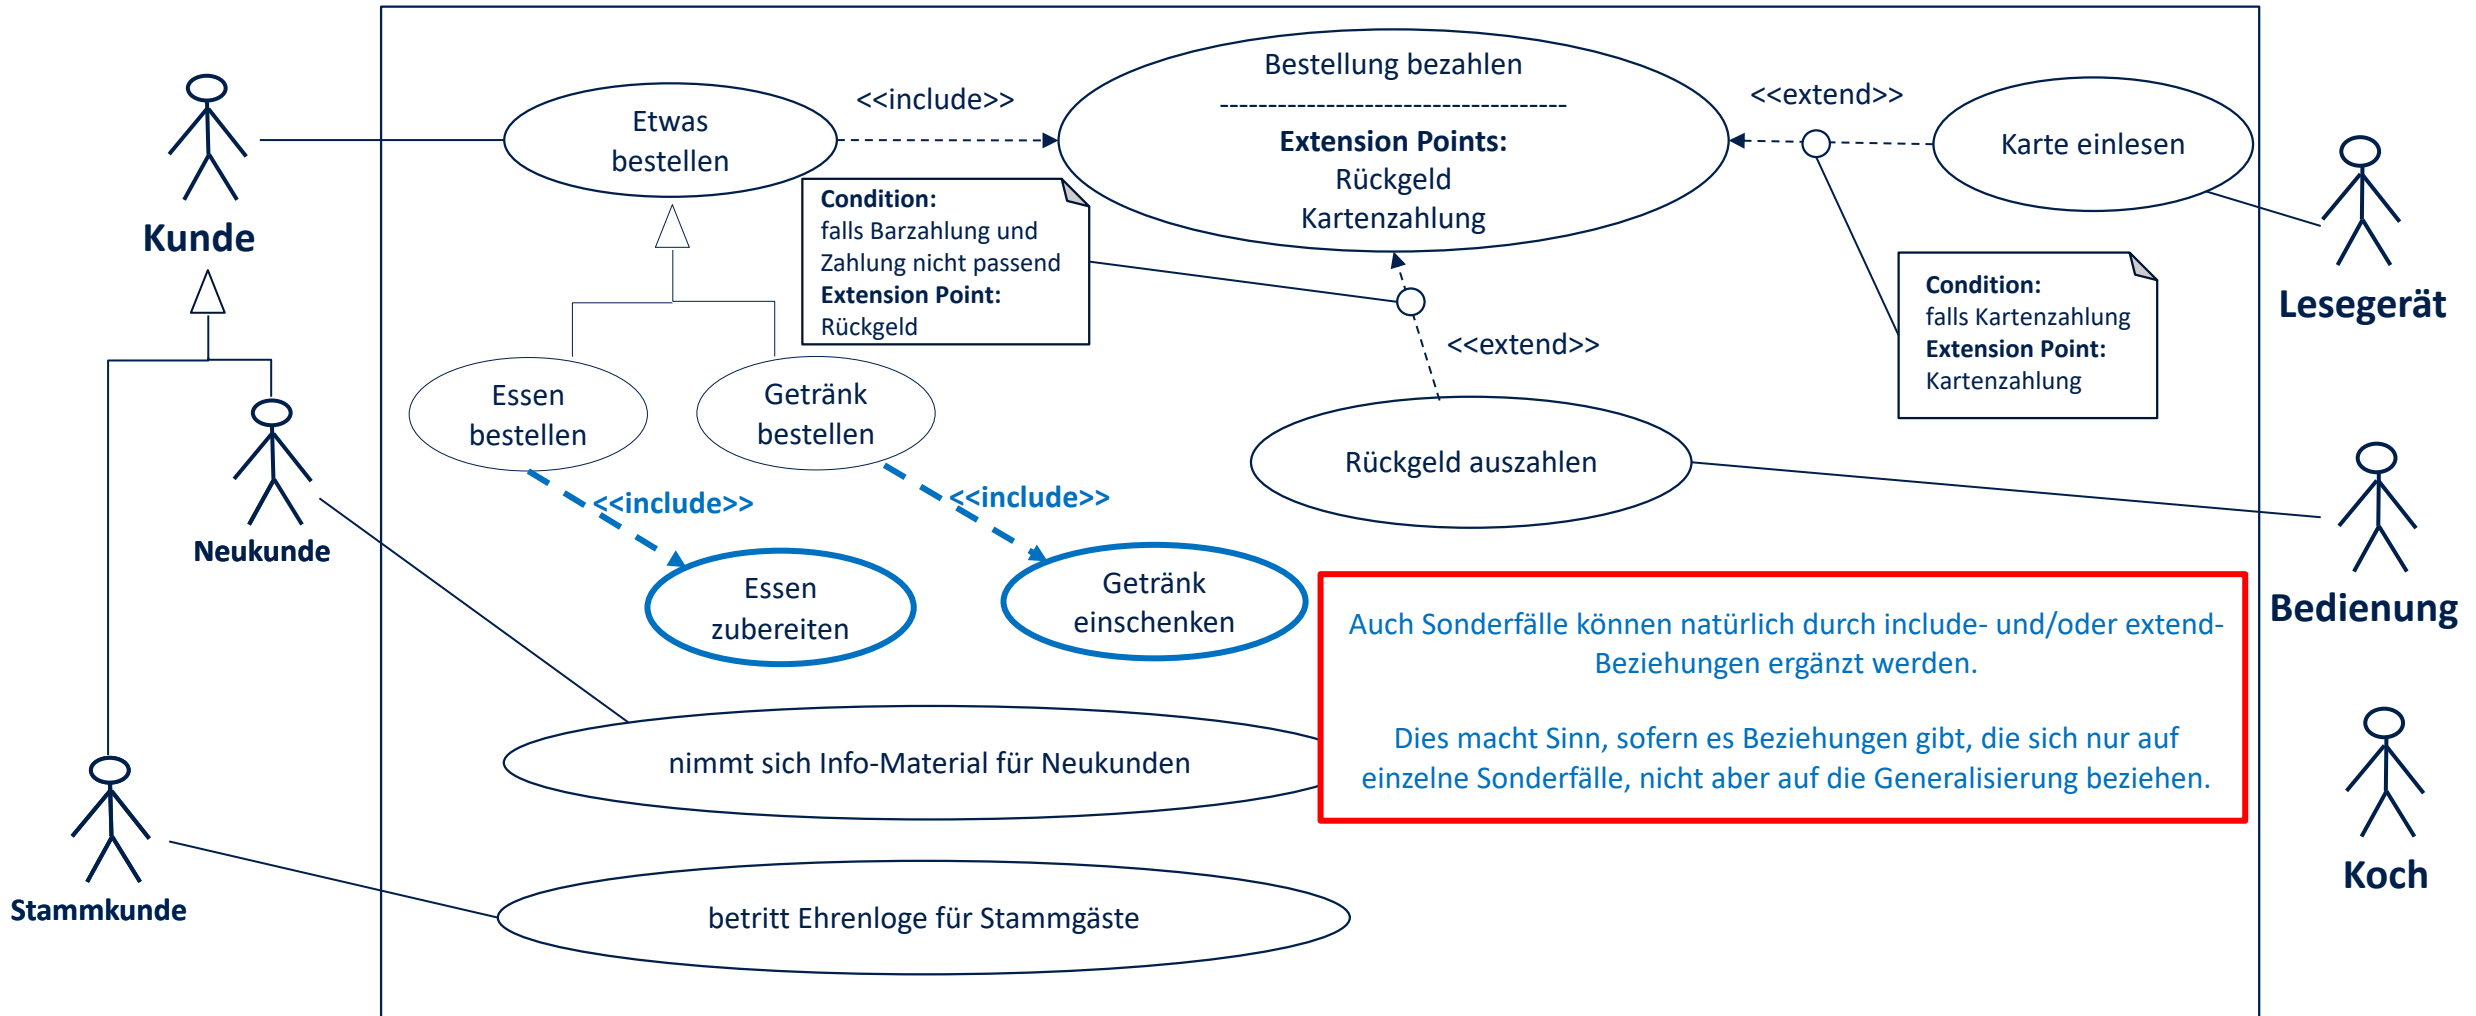 Kunde
Neukunde
Stammkunde
Etwas
bestellen
<<include>>
Bestellung bezahlen
------------------------------------
Extension Points:
Rückgeld
Kartenzahlung
<<extend>>
Karte einlesen
Lesegerät
Condition:
falls Barzahlung und
Zahlung nicht passend
Extension Point:
Rückgeld
Condition:
falls Kartenzahlung
Extension Point:
Kartenzahlung
<<extend>>
Essen
bestellen
Getränk
bestellen
Rückgeld auszahlen
<<include>>
<<include>>
Essen
zubereiten
Getränk
einschenken
Bedienung
Auch Sonderfälle können natürlich durch include- und/oder extend-
Beziehungen ergänzt werden.
Dies macht Sinn, sofern es Beziehungen gibt, die sich nur auf
einzelne Sonderfälle, nicht aber auf die Generalisierung beziehen.
nimmt sich Info-Material für Neukunden
Koch
betritt Ehrenloge für Stammgäste